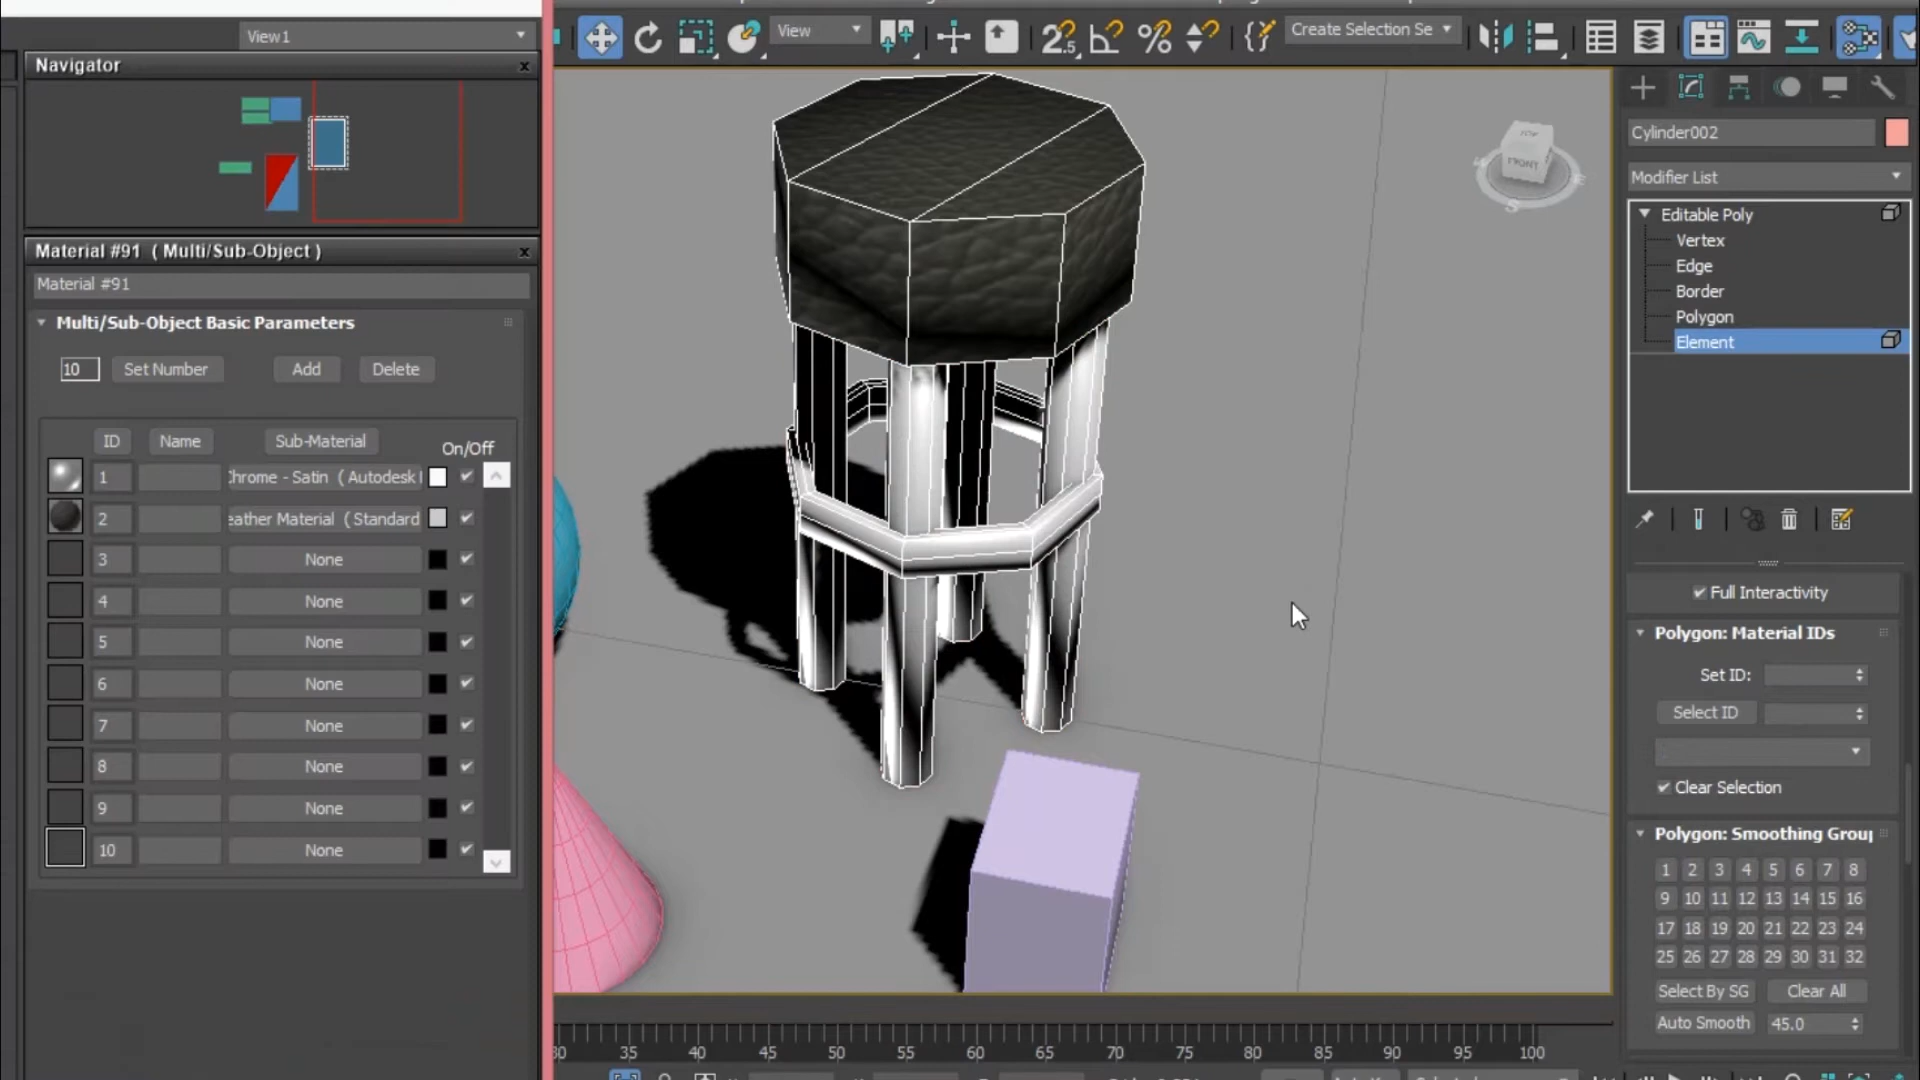 View1
Navigator
Material #91 ( Multi/Sub-Object )
Material #91
Multi/Sub-Object Basic Parameters
10 Set Number Add Delete
ID Name Sub-Material On/Off
1 Chrome - Satin ( Autodesk
2 eather Material ( Standard
3 None
4 None
5 None
6 None
7 None
8 None
9 None
10 None
View
2.5
Create Selection Se
TOP
FRONT
S
Cylinder002
Modifier List
Editable Poly
Vertex
Edge
Border
Polygon
Element
Full Interactivity
Polygon: Material IDs
Set ID:
Select ID
Clear Selection
Polygon: Smoothing Group
1 2 3 4 5 6 7 8
9 10 11 12 13 14 15 16
17 18 19 20 21 22 23 24
25 26 27 28 29 30 31 32
Select By SG Clear All
Auto Smooth 45.0
30 35 40 45 50 55 60 65 70 75 80 85 90 95 100